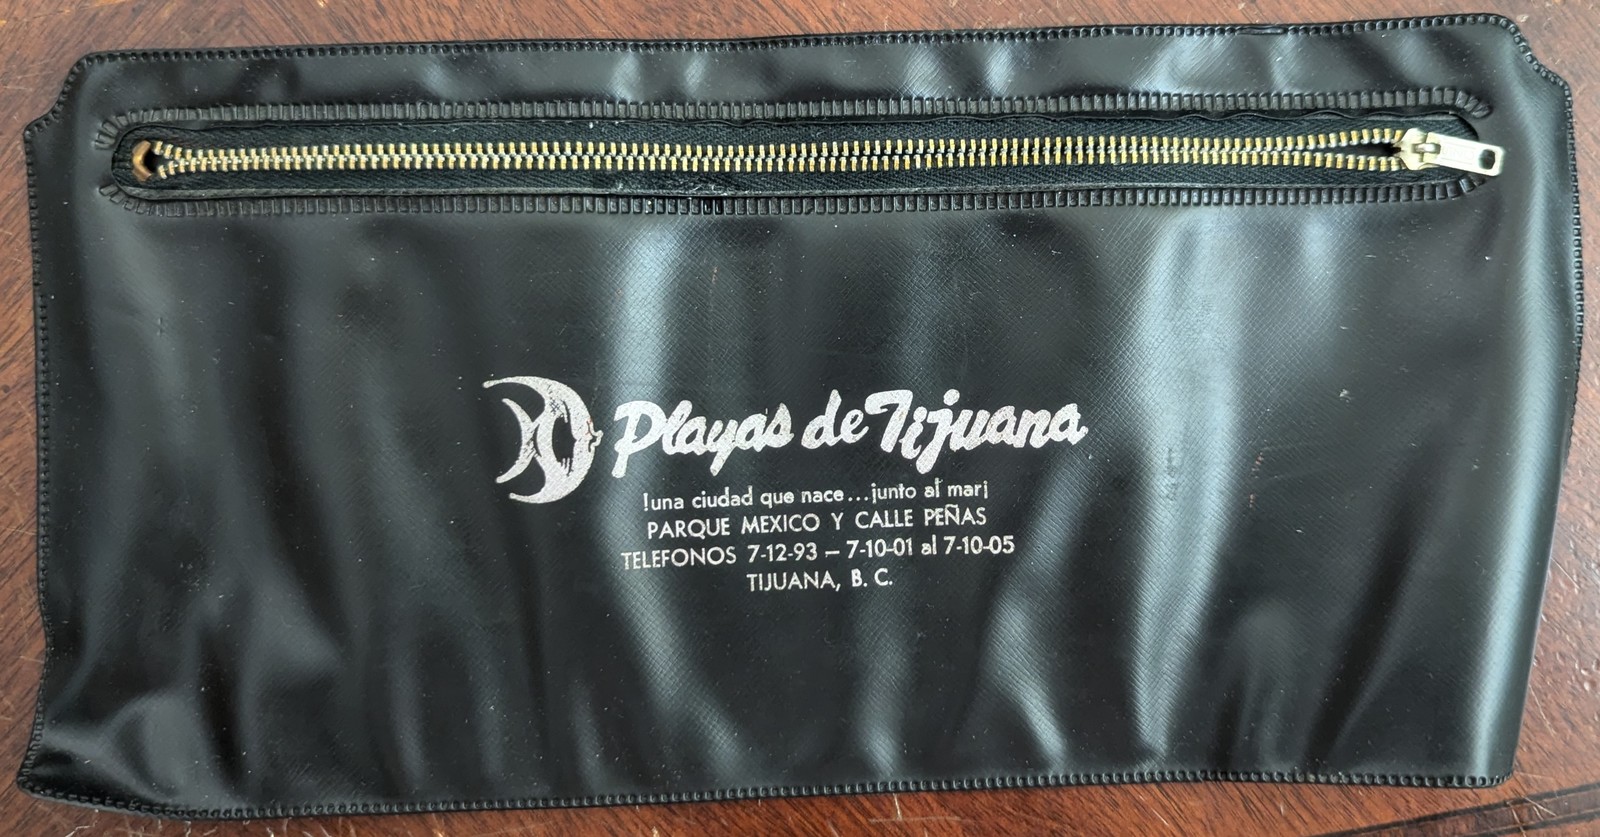 Playas de Tijuana
!una ciudad que nace...junto al mar¡
PARQUE MEXICO Y CALLE PEÑAS
TELEFONOS 7-12-93 – 7-10-01 al 7-10-05
TIJUANA, B. C.